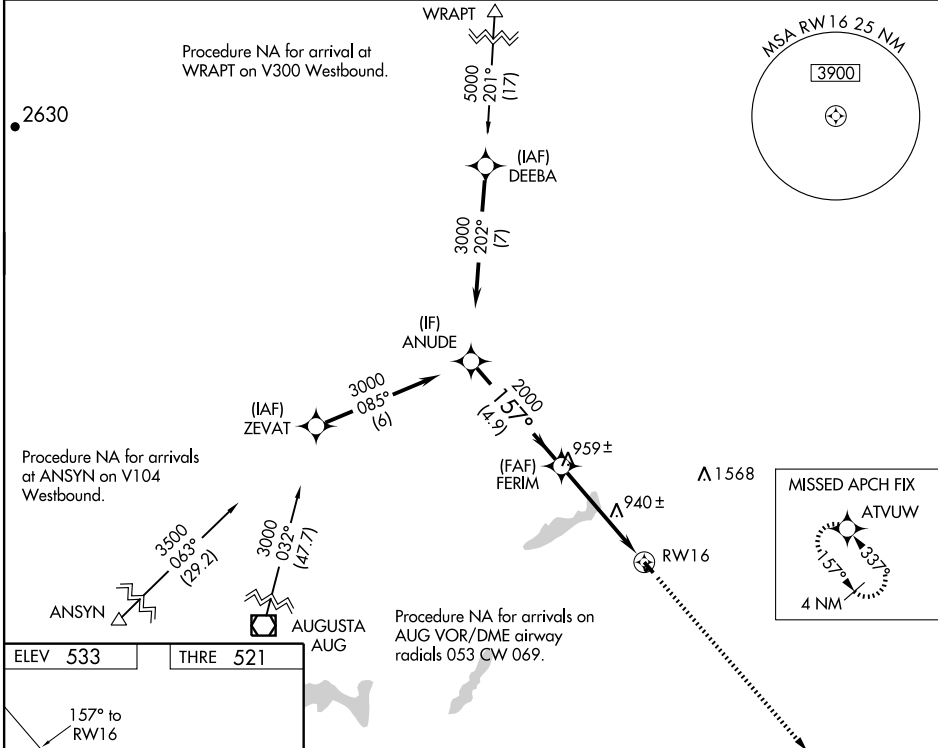 WRAPT
Procedure NA for arrival at
WRAPT on V300 Westbound.
5000
201°
(17)
MSA RW16 25 NM
3900
2630
(IAF)
DEEBA
3000
202°
(7)
(IF)
ANUDE
3000
085°
(6)
(IAF)
ZEVAT
2000
157°
(4.9)
959±
(FAF)
FERIM
940±
1568
Procedure NA for arrivals
at ANSYN on V104
Westbound.
MISSED APCH FIX
ATVUW
157°
337°
4 NM
RW16
3500
063°
(29.2)
3000
032°
(47.7)
ANSYN
AUGUSTA
AUG
Procedure NA for arrivals on
AUG VOR/DME airway
radials 053 CW 069.
ELEV 533
THRE 521
157° to
RW16